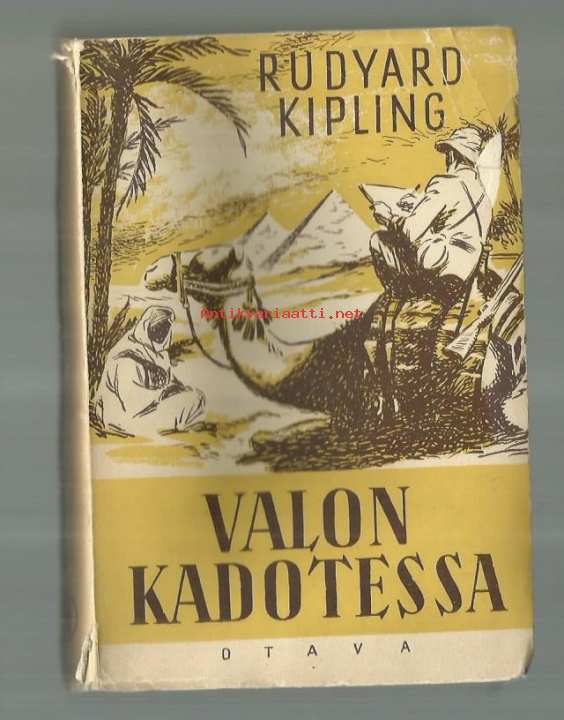 RUDYARD
KIPLING
Antikvariaatti.net
VALON
KADOTESSA
OTAVA